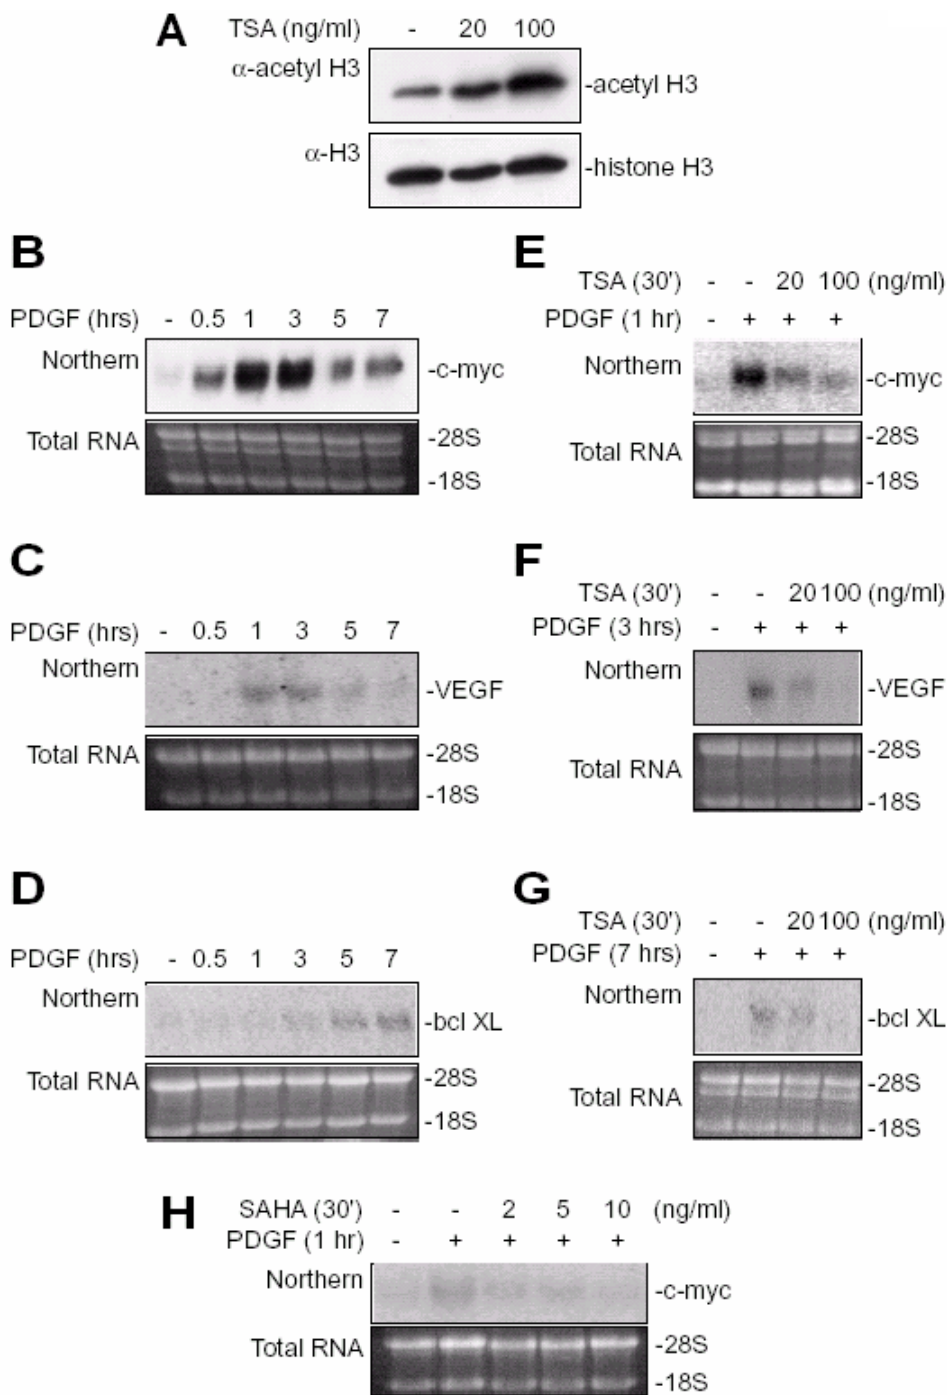 A
TSA (ng/ml) - 20 100
α-acetyl H3
-acetyl H3
α-H3
-histone H3
B
PDGF (hrs) - 0.5 1 3 5 7
Northern
-c-myc
Total RNA
-28S
-18S
C
PDGF (hrs) - 0.5 1 3 5 7
Northern
-VEGF
Total RNA
-28S
-18S
D
PDGF (hrs) - 0.5 1 3 5 7
Northern
-bcl XL
Total RNA
-28S
-18S
E
TSA (30') - - 20 100 (ng/ml)
PDGF (1 hr) - + + +
Northern
-c-myc
Total RNA
-28S
-18S
F
TSA (30') - - 20 100 (ng/ml)
PDGF (3 hrs) - + + +
Northern
-VEGF
Total RNA
-28S
-18S
G
TSA (30') - - 20 100 (ng/ml)
PDGF (7 hrs) - + + +
Northern
-bcl XL
Total RNA
-28S
-18S
H
SAHA (30') - - 2 5 10 (ng/ml)
PDGF (1 hr) - + + + +
Northern
-c-myc
Total RNA
-28S
-18S